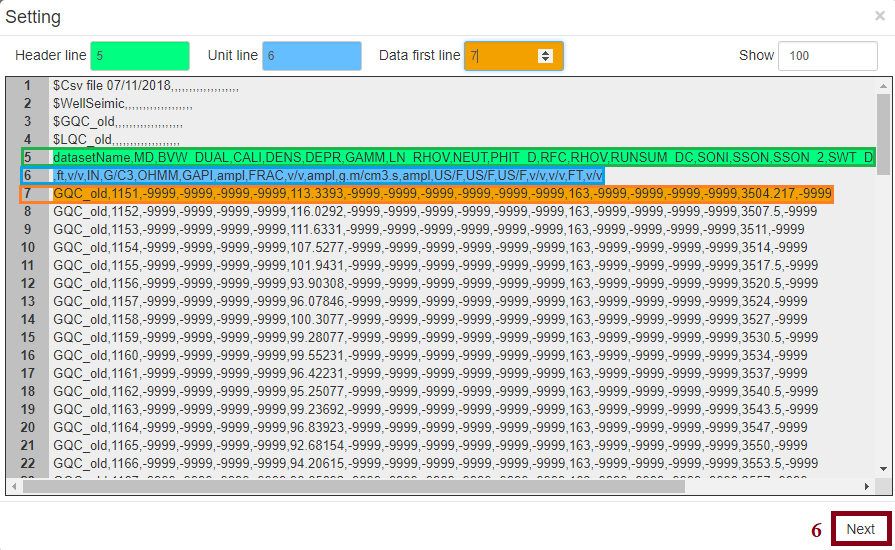 Setting ×
Header line 5 Unit line 6 Data first line 7 Show 100
1 $Csv file 07/11/2018,,,,,,,,,,,,,,,,,,,
2 $WellSeimic,,,,,,,,,,,,,,,,,,,
3 $GQC_old,,,,,,,,,,,,,,,,,,,
4 $LQC_old,,,,,,,,,,,,,,,,,,,
5 datasetName,MD,BVW_DUAL,CALI,DENS,DEPR,GAMM,LN_RHOV,NEUT,PHIT_D,RFC,RHOV,RUNSUM_DC,SONI,SSON,SSON_2,SWT_D
6 ,ft,v/v,IN,G/C3,OHMM,GAPI,ampl,FRAC,v/v,ampl,g.m/cm3.s,ampl,US/F,US/F,US/F,v/v,v/v,FT,v/v
7 GQC_old,1151,-9999,-9999,-9999,-9999,113.3393,-9999,-9999,-9999,-9999,-9999,163,-9999,-9999,-9999,-9999,3504.217,-9999
8 GQC_old,1152,-9999,-9999,-9999,-9999,116.0292,-9999,-9999,-9999,-9999,-9999,163,-9999,-9999,-9999,-9999,3507.5,-9999
9 GQC_old,1153,-9999,-9999,-9999,-9999,111.6331,-9999,-9999,-9999,-9999,-9999,163,-9999,-9999,-9999,-9999,3511,-9999
10 GQC_old,1154,-9999,-9999,-9999,-9999,107.5277,-9999,-9999,-9999,-9999,-9999,163,-9999,-9999,-9999,-9999,3514,-9999
11 GQC_old,1155,-9999,-9999,-9999,-9999,101.9431,-9999,-9999,-9999,-9999,-9999,163,-9999,-9999,-9999,-9999,3517.5,-9999
12 GQC_old,1156,-9999,-9999,-9999,-9999,93.90308,-9999,-9999,-9999,-9999,-9999,163,-9999,-9999,-9999,-9999,3520.5,-9999
13 GQC_old,1157,-9999,-9999,-9999,-9999,96.07846,-9999,-9999,-9999,-9999,-9999,163,-9999,-9999,-9999,-9999,3524,-9999
14 GQC_old,1158,-9999,-9999,-9999,-9999,100.3077,-9999,-9999,-9999,-9999,-9999,163,-9999,-9999,-9999,-9999,3527,-9999
15 GQC_old,1159,-9999,-9999,-9999,-9999,99.28077,-9999,-9999,-9999,-9999,-9999,163,-9999,-9999,-9999,-9999,3530.5,-9999
16 GQC_old,1160,-9999,-9999,-9999,-9999,99.55231,-9999,-9999,-9999,-9999,-9999,163,-9999,-9999,-9999,-9999,3534,-9999
17 GQC_old,1161,-9999,-9999,-9999,-9999,96.42231,-9999,-9999,-9999,-9999,-9999,163,-9999,-9999,-9999,-9999,3537,-9999
18 GQC_old,1162,-9999,-9999,-9999,-9999,95.25077,-9999,-9999,-9999,-9999,-9999,163,-9999,-9999,-9999,-9999,3540.5,-9999
19 GQC_old,1163,-9999,-9999,-9999,-9999,99.23692,-9999,-9999,-9999,-9999,-9999,163,-9999,-9999,-9999,-9999,3543.5,-9999
20 GQC_old,1164,-9999,-9999,-9999,-9999,96.83923,-9999,-9999,-9999,-9999,-9999,163,-9999,-9999,-9999,-9999,3547,-9999
21 GQC_old,1165,-9999,-9999,-9999,-9999,92.68154,-9999,-9999,-9999,-9999,-9999,163,-9999,-9999,-9999,-9999,3550,-9999
22 GQC_old,1166,-9999,-9999,-9999,-9999,94.20615,-9999,-9999,-9999,-9999,-9999,163,-9999,-9999,-9999,-9999,3553.5,-9999
6 Next